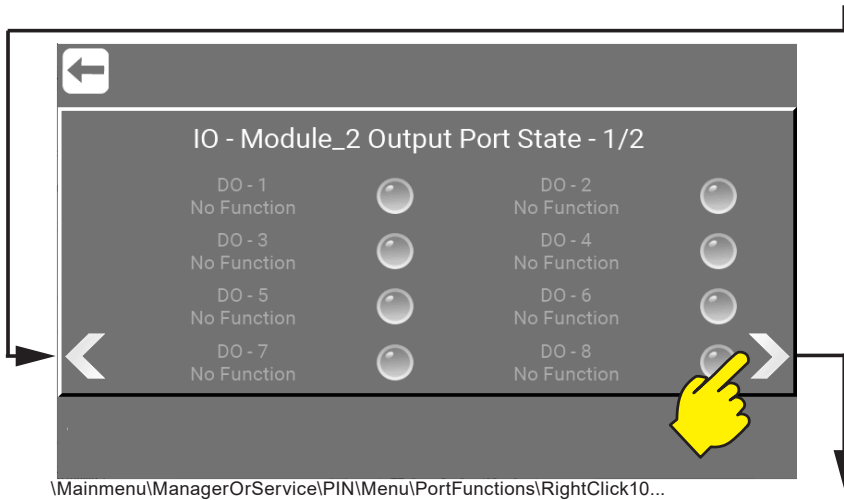 IO - Module_2 Output Port State - 1/2
DO - 1
No Function
DO - 2
No Function
DO - 3
No Function
DO - 4
No Function
DO - 5
No Function
DO - 6
No Function
DO - 7
No Function
DO - 8
No Function
\Mainmenu\ManagerOrService\PIN\Menu\PortFunctions\RightClick10...